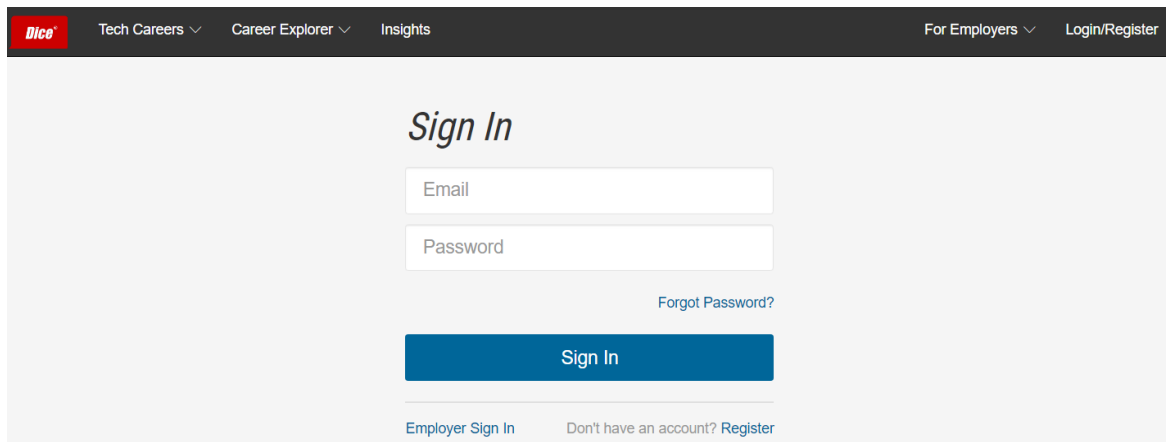 Dice® Tech Careers Career Explorer Insights For Employers Login/Register
Sign In
Email
Password
Forgot Password?
Sign In
Employer Sign In Don't have an account? Register